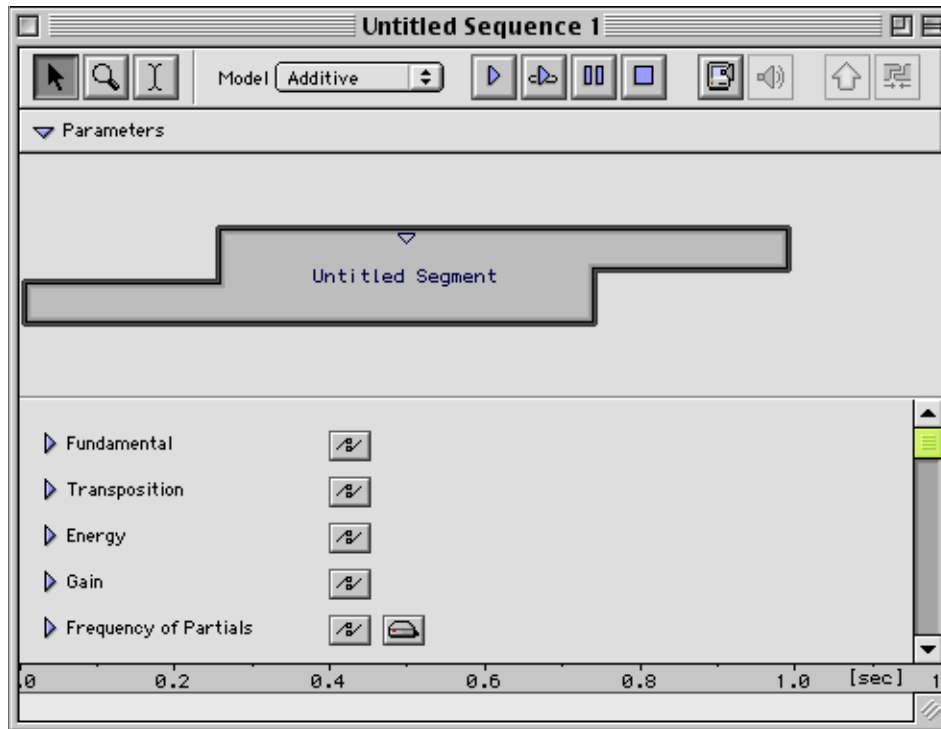 Untitled Sequence 1
Model Additive
Parameters
Untitled Segment
Fundamental
Transposition
Energy
Gain
Frequency of Partials
.0 0.2 0.4 0.6 0.8 1.0 [sec] 1